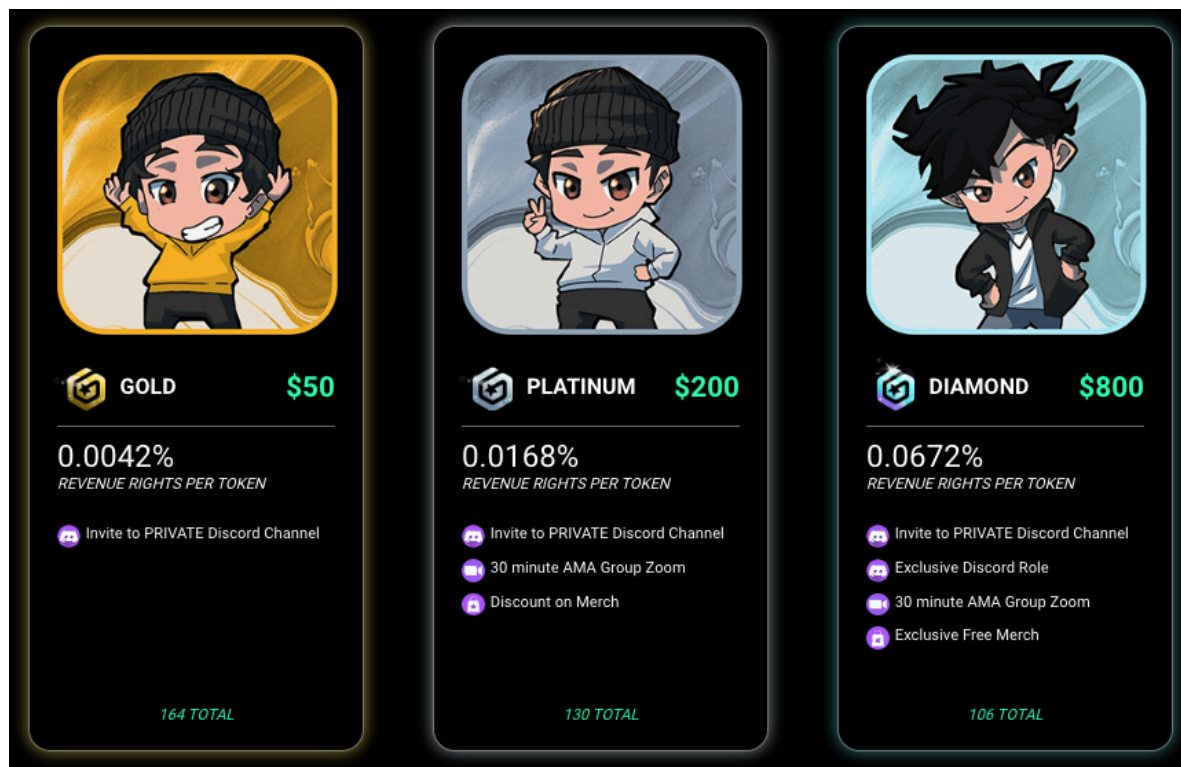 GOLD $50
0.0042%
REVENUE RIGHTS PER TOKEN
Invite to PRIVATE Discord Channel
164 TOTAL
PLATINUM $200
0.0168%
REVENUE RIGHTS PER TOKEN
Invite to PRIVATE Discord Channel
30 minute AMA Group Zoom
Discount on Merch
130 TOTAL
DIAMOND $800
0.0672%
REVENUE RIGHTS PER TOKEN
Invite to PRIVATE Discord Channel
Exclusive Discord Role
30 minute AMA Group Zoom
Exclusive Free Merch
106 TOTAL